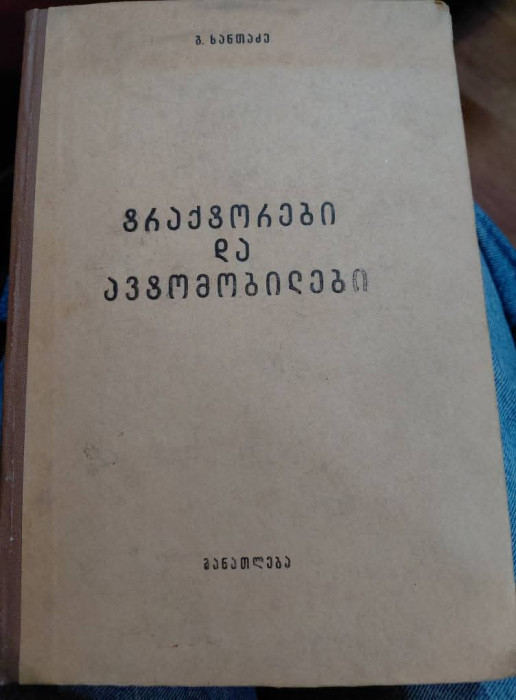 გ. ხანთაძე
ტრაქტორები
და
ავტომობილები
განათლება